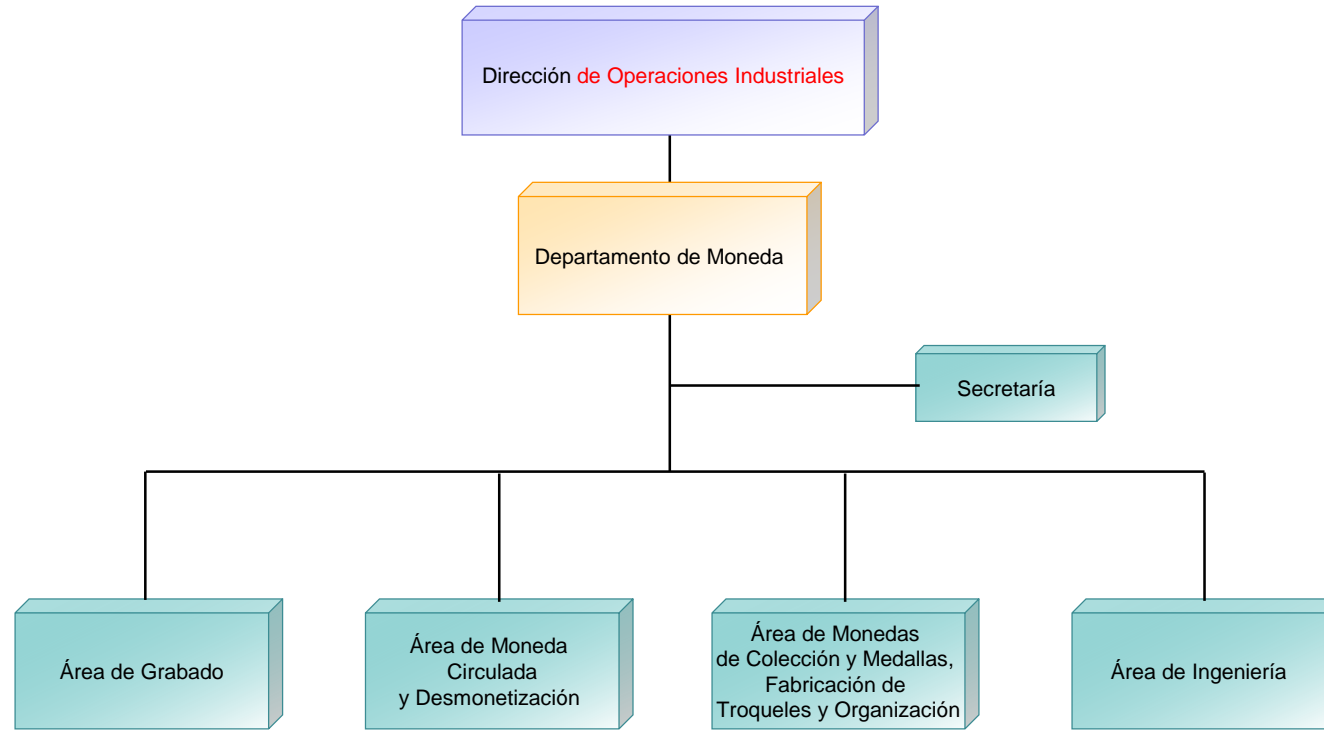 Dirección de Operaciones Industriales
Departamento de Moneda
Secretaría
Área de Grabado
Área de Moneda
Circulada
y Desmonetización
Área de Monedas
de Colección y Medallas,
Fabricación de
Troqueles y Organización
Área de Ingeniería